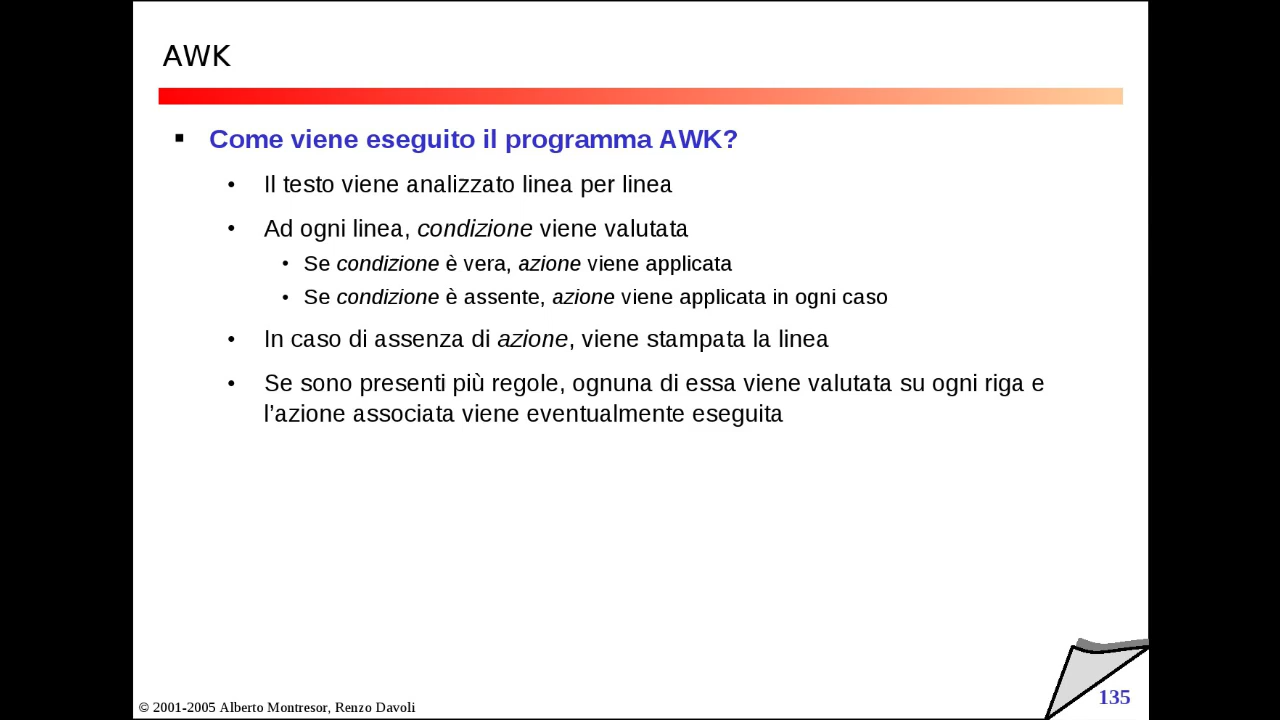 AWK
Come viene eseguito il programma AWK?
Il testo viene analizzato linea per linea
Ad ogni linea, condizione viene valutata
Se condizione è vera, azione viene applicata
Se condizione è assente, azione viene applicata in ogni caso
In caso di assenza di azione, viene stampata la linea
Se sono presenti più regole, ognuna di essa viene valutata su ogni riga e
l’azione associata viene eventualmente eseguita
© 2001-2005 Alberto Montresor, Renzo Davoli
135